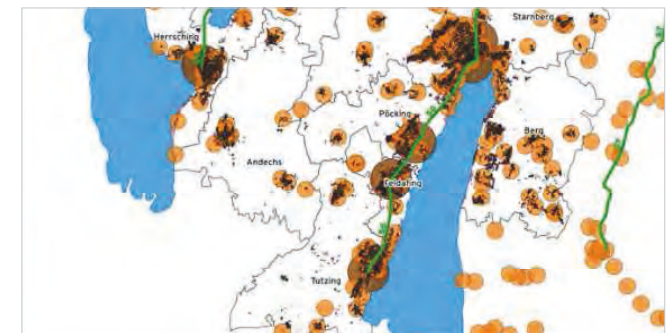 Starnberg
Herrsching
Pöcking
Berg
Andechs
Feldafing
Tutzing